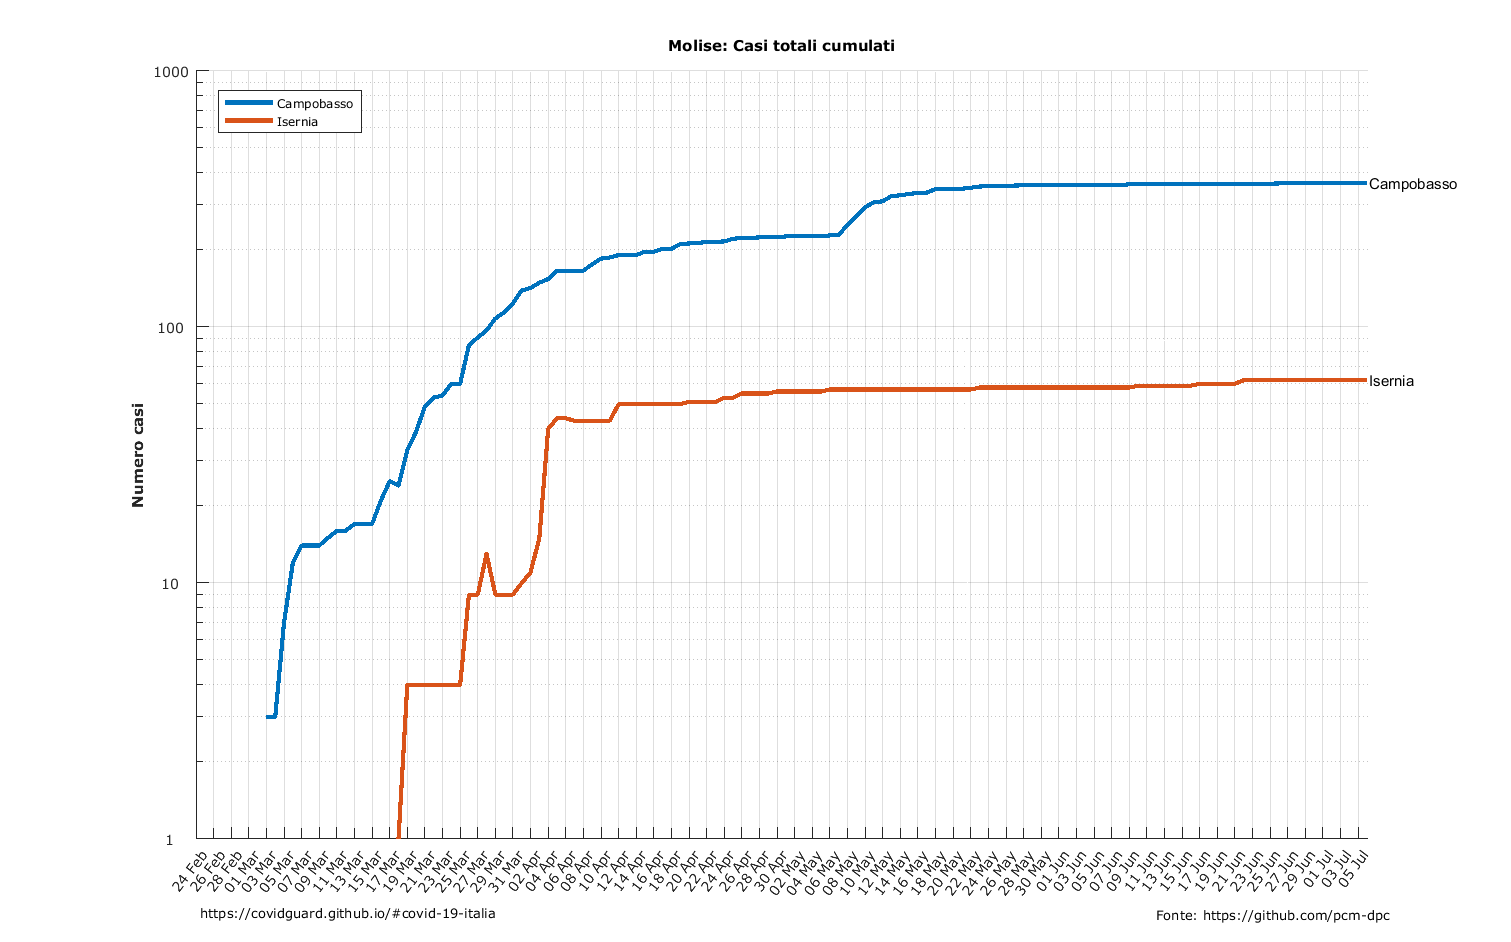 Molise: Casi totali cumulati
1000
100
10
1
Numero casi
Campobasso
Isernia
Campobasso
Isernia
24 Feb
26 Feb
28 Feb
01 Mar
03 Mar
05 Mar
07 Mar
09 Mar
11 Mar
13 Mar
15 Mar
17 Mar
19 Mar
21 Mar
23 Mar
25 Mar
27 Mar
29 Mar
31 Mar
02 Apr
04 Apr
06 Apr
08 Apr
10 Apr
12 Apr
14 Apr
16 Apr
18 Apr
20 Apr
22 Apr
24 Apr
26 Apr
28 Apr
30 Apr
02 May
04 May
06 May
08 May
10 May
12 May
14 May
16 May
18 May
20 May
22 May
24 May
26 May
28 May
30 May
01 Jun
03 Jun
05 Jun
07 Jun
09 Jun
11 Jun
13 Jun
15 Jun
17 Jun
19 Jun
21 Jun
23 Jun
25 Jun
27 Jun
29 Jun
01 Jul
03 Jul
05 Jul
https://covidguard.github.io/#covid-19-italia
Fonte: https://github.com/pcm-dpc